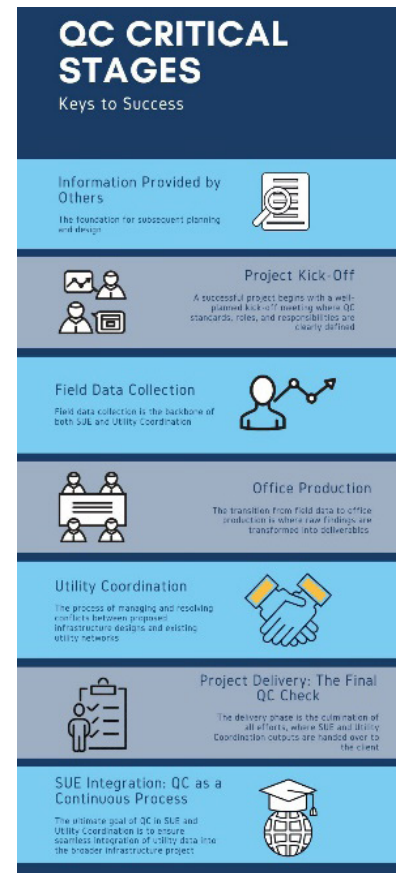 QC CRITICAL
STAGES
Keys to Success
Information Provided by
Others
The foundation for subsequent planning
and design
Project Kick-Off
A successful project begins with a well-
planned kick-off meeting where QC
standards, roles, and responsibilities are
clearly defined
Field Data Collection
Field data collection is the backbone of
both SUE and Utility Coordination
Office Production
The transition from field data to office
production is where raw findings are
transformed into deliverables
Utility Coordination
The process of managing and resolving
conflicts between proposed
infrastructure designs and existing
utility networks
Project Delivery: The Final
QC Check
The delivery phase is the culmination of
all efforts, where SUE and Utility
Coordination outputs are handed over to
the client
SUE Integration: QC as a
Continuous Process
The ultimate goal of QC in SUE and
Utility Coordination is to ensure
seamless integration of utility data into
the broader infrastructure project